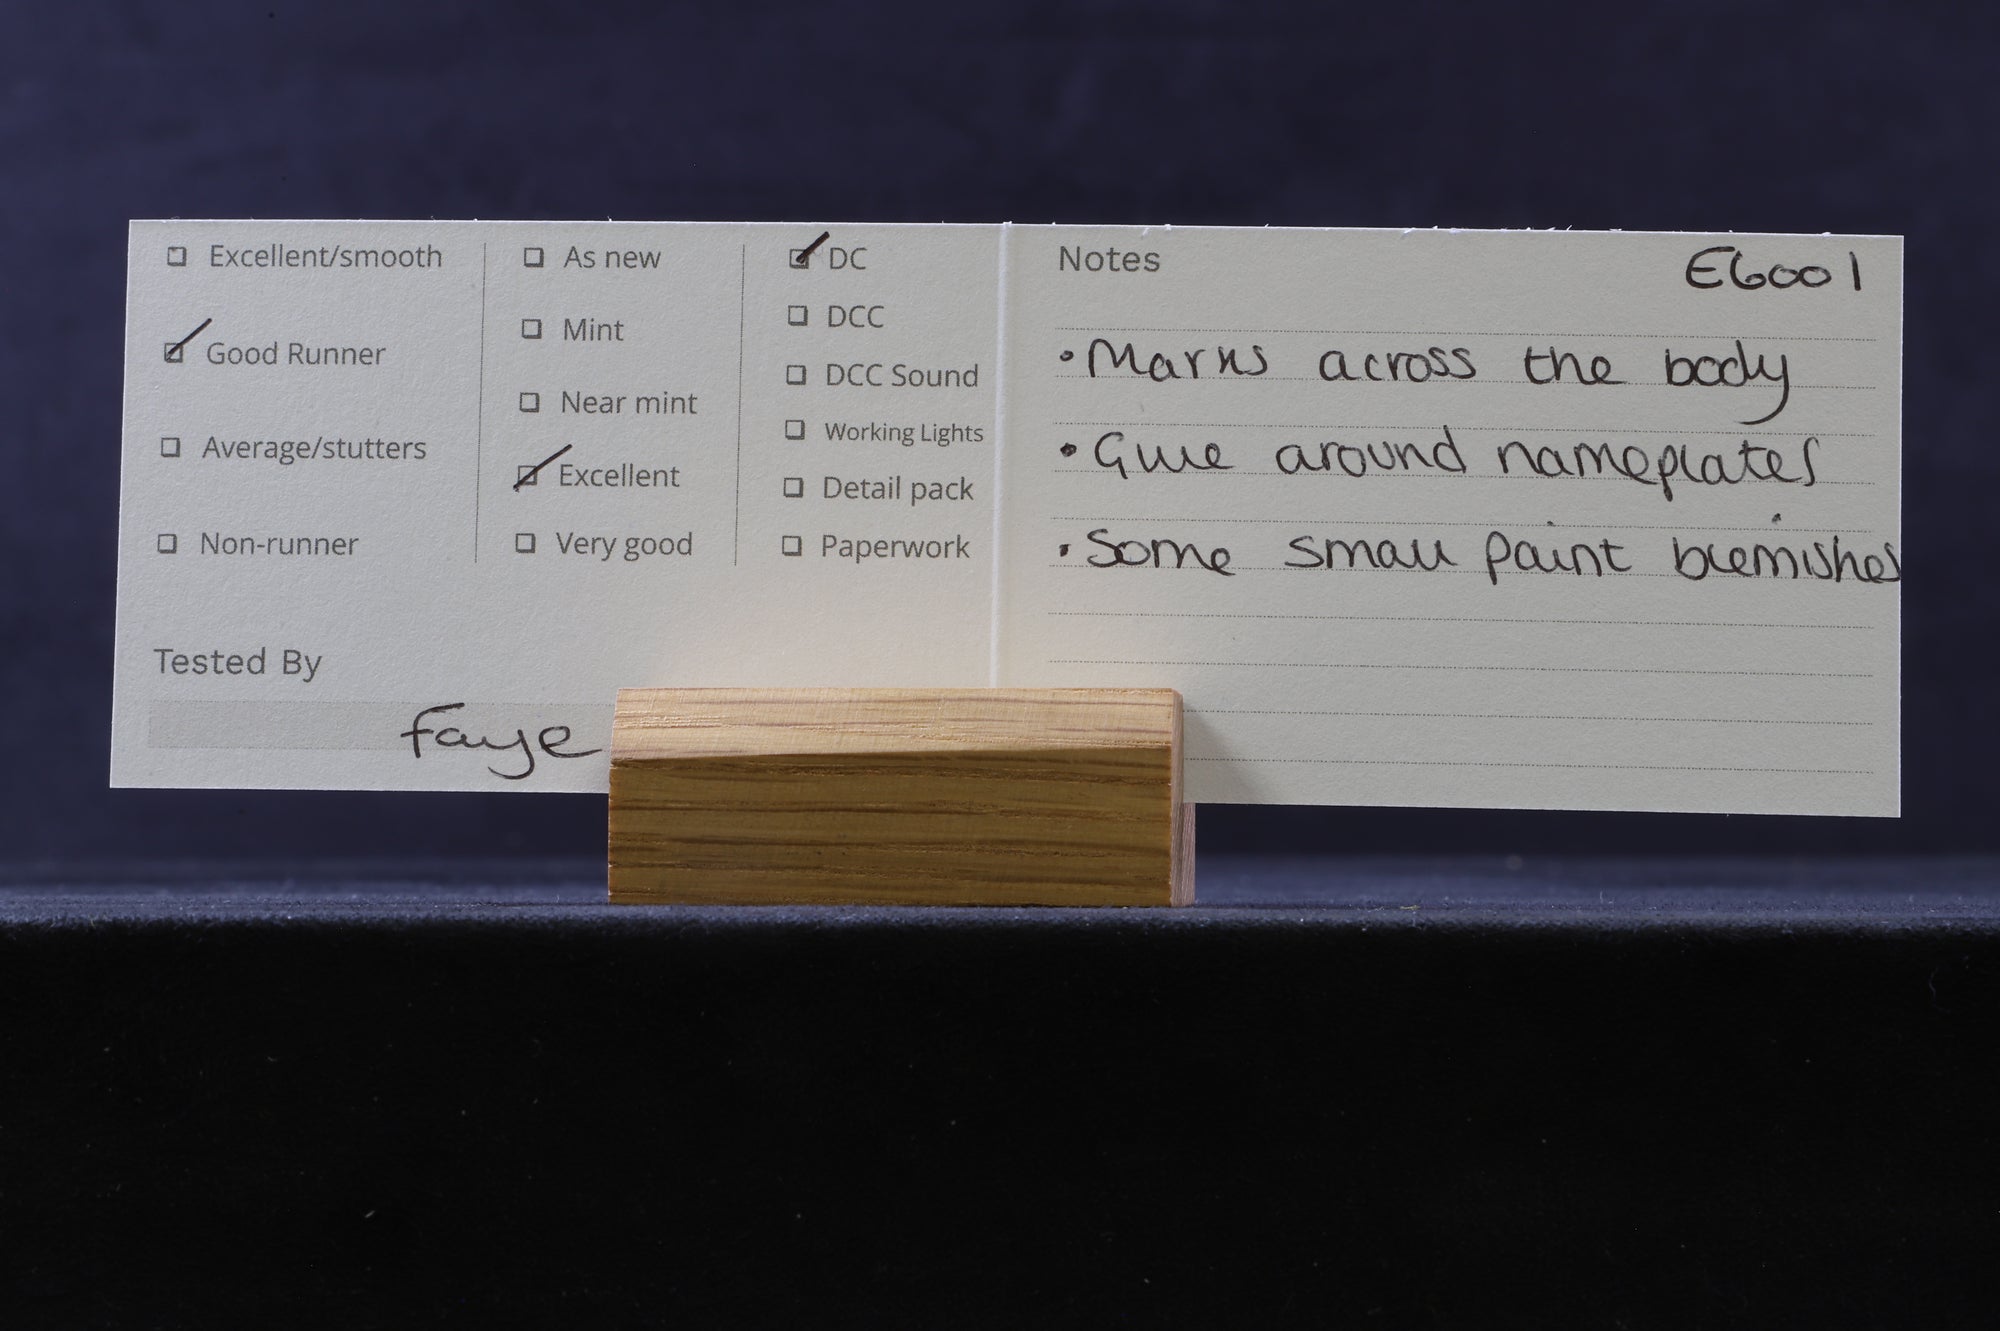 Excellent/smooth
Good Runner
Average/stutters
Non-runner
As new
Mint
Near mint
Excellent
Very good
DC
DCC
DCC Sound
Working Lights
Detail pack
Paperwork
Tested By
Faye
Notes
E6001
• Marks across the body
• Glue around nameplates
• Some small paint blemishes